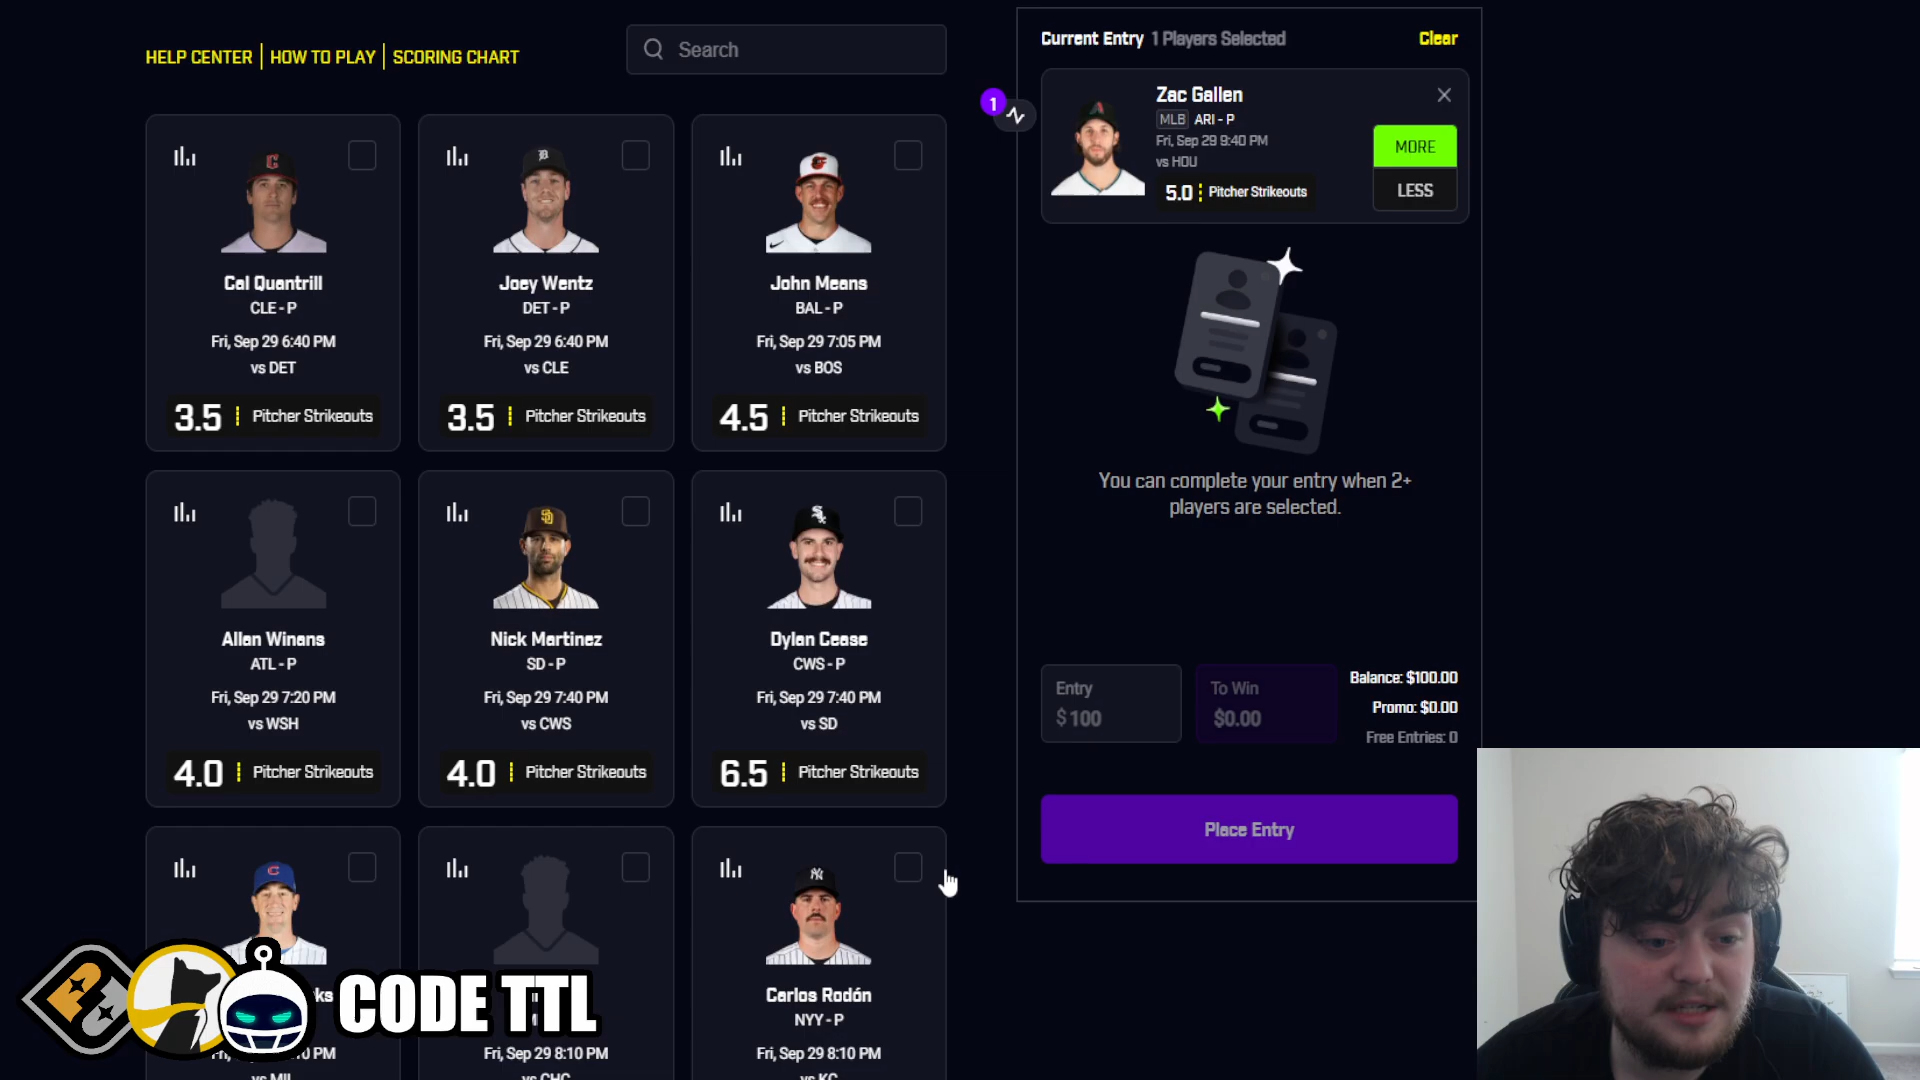 HELP CENTER
HOW TO PLAY
SCORING CHART
Search
Cal Quantrill
CLE - P
Fri, Sep 29 6:40 PM
vs DET
3.5 Pitcher Strikeouts
Joey Wentz
DET - P
Fri, Sep 29 6:40 PM
vs CLE
3.5 Pitcher Strikeouts
John Means
BAL - P
Fri, Sep 29 7:05 PM
vs BOS
4.5 Pitcher Strikeouts
Allan Winans
ATL - P
Fri, Sep 29 7:20 PM
vs WSH
4.0 Pitcher Strikeouts
Nick Martinez
SD - P
Fri, Sep 29 7:40 PM
vs CWS
4.0 Pitcher Strikeouts
Dylan Cease
CWS - P
Fri, Sep 29 7:40 PM
vs SD
6.5 Pitcher Strikeouts
Fri, Sep 29 8:10 PM
vs CHC
Carlos Rodón
NYY - P
Fri, Sep 29 8:10 PM
vs KC
CODE TTL
Current Entry 1 Players Selected
Clear
1
Zac Gallen
MLB ARI - P
Fri, Sep 29 9:40 PM
vs HOU
5.0 Pitcher Strikeouts
MORE
LESS
You can complete your entry when 2+
players are selected.
Entry
$ 100
To Win
$0.00
Balance: $100.00
Promo: $0.00
Free Entries: 0
Place Entry